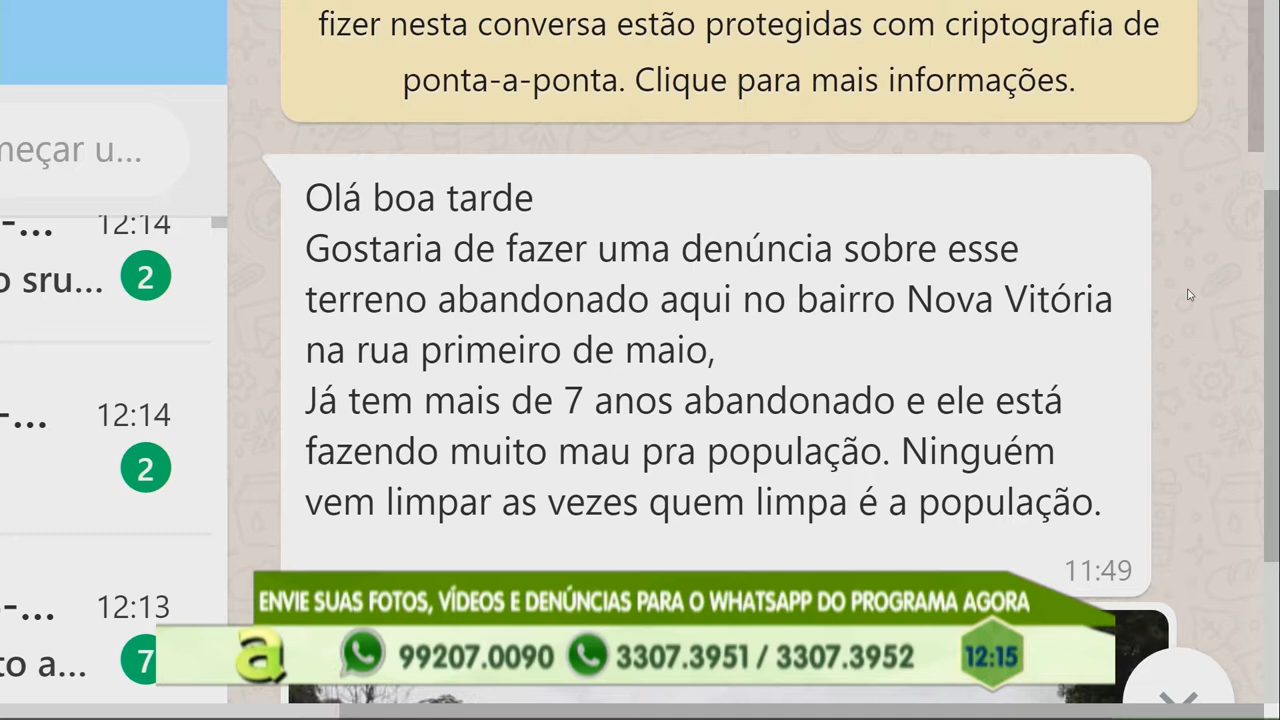 fizer nesta conversa estão protegidas com criptografia de
ponta-a-ponta. Clique para mais informações.
meçar u...
-...
12:14
o sru...
2
Olá boa tarde
Gostaria de fazer uma denúncia sobre esse
terreno abandonado aqui no bairro Nova Vitória
na rua primeiro de maio,
Já tem mais de 7 anos abandonado e ele está
fazendo muito mau pra população. Ninguém
vem limpar as vezes quem limpa é a população.
11:49
-...
12:14
2
-...
12:13
to a...
7
ENVIE SUAS FOTOS, VÍDEOS E DENÚNCIAS PARA O WHATSAPP DO PROGRAMA AGORA
a
99207.0090
3307.3951 / 3307.3952
12:15